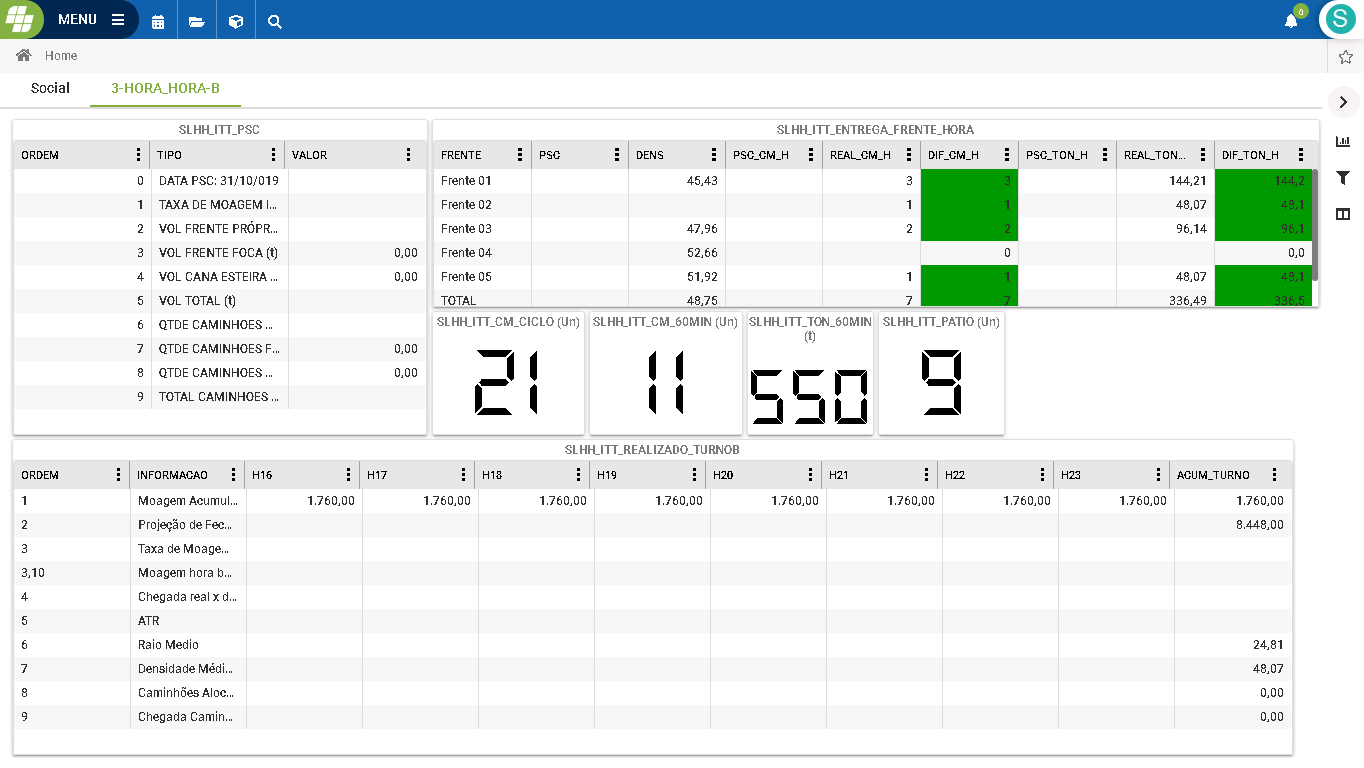 MENU
0
S
Home
Social 3-HORA_HORA-B
SLHH_ITT_PSC
ORDEM TIPO VALOR
0 DATA PSC: 31/10/019
1 TAXA DE MOAGEM I...
2 VOL FRENTE PRÓPR...
3 VOL FRENTE FOCA (t) 0,00
4 VOL CANA ESTEIRA ... 0,00
5 VOL TOTAL (t)
6 QTDE CAMINHOES ...
7 QTDE CAMINHOES F... 0,00
8 QTDE CAMINHOES ... 0,00
9 TOTAL CAMINHOES ...
SLHH_ITT_ENTREGA_FRENTE_HORA
FRENTE PSC DENS PSC_CM_H REAL_CM_H DIF_CM_H PSC_TON_H REAL_TON... DIF_TON_H
Frente 01 45,43 3 3 144,21 144,2
Frente 02 1 1 48,07 48,1
Frente 03 47,96 2 2 96,14 96,1
Frente 04 52,66 0 0,0
Frente 05 51,92 1 1 48,07 48,1
TOTAL 48,75 7 7 336,49 336,5
SLHH_ITT_CM_CICLO (Un)
21
SLHH_ITT_CM_60MIN (Un)
11
SLHH_ITT_TON_60MIN
(t)
550
SLHH_ITT_PATIO (Un)
9
SLHH_ITT_REALIZADO_TURNOB
ORDEM INFORMACAO H16 H17 H18 H19 H20 H21 H22 H23 AGUM_TURNO
1 Moagem Acumul... 1.760,00 1.760,00 1.760,00 1.760,00 1.760,00 1.760,00 1.760,00 1.760,00 1.760,00
2 Projeção de Fec... 8.448,00
3 Taxa de Moage...
3,10 Moagem hora b...
4 Chegada real x d...
5 ATR
6 Raio Medio 24,81
7 Densidade Médi... 48,07
8 Caminhões Aloc... 0,00
9 Chegada Camin... 0,00